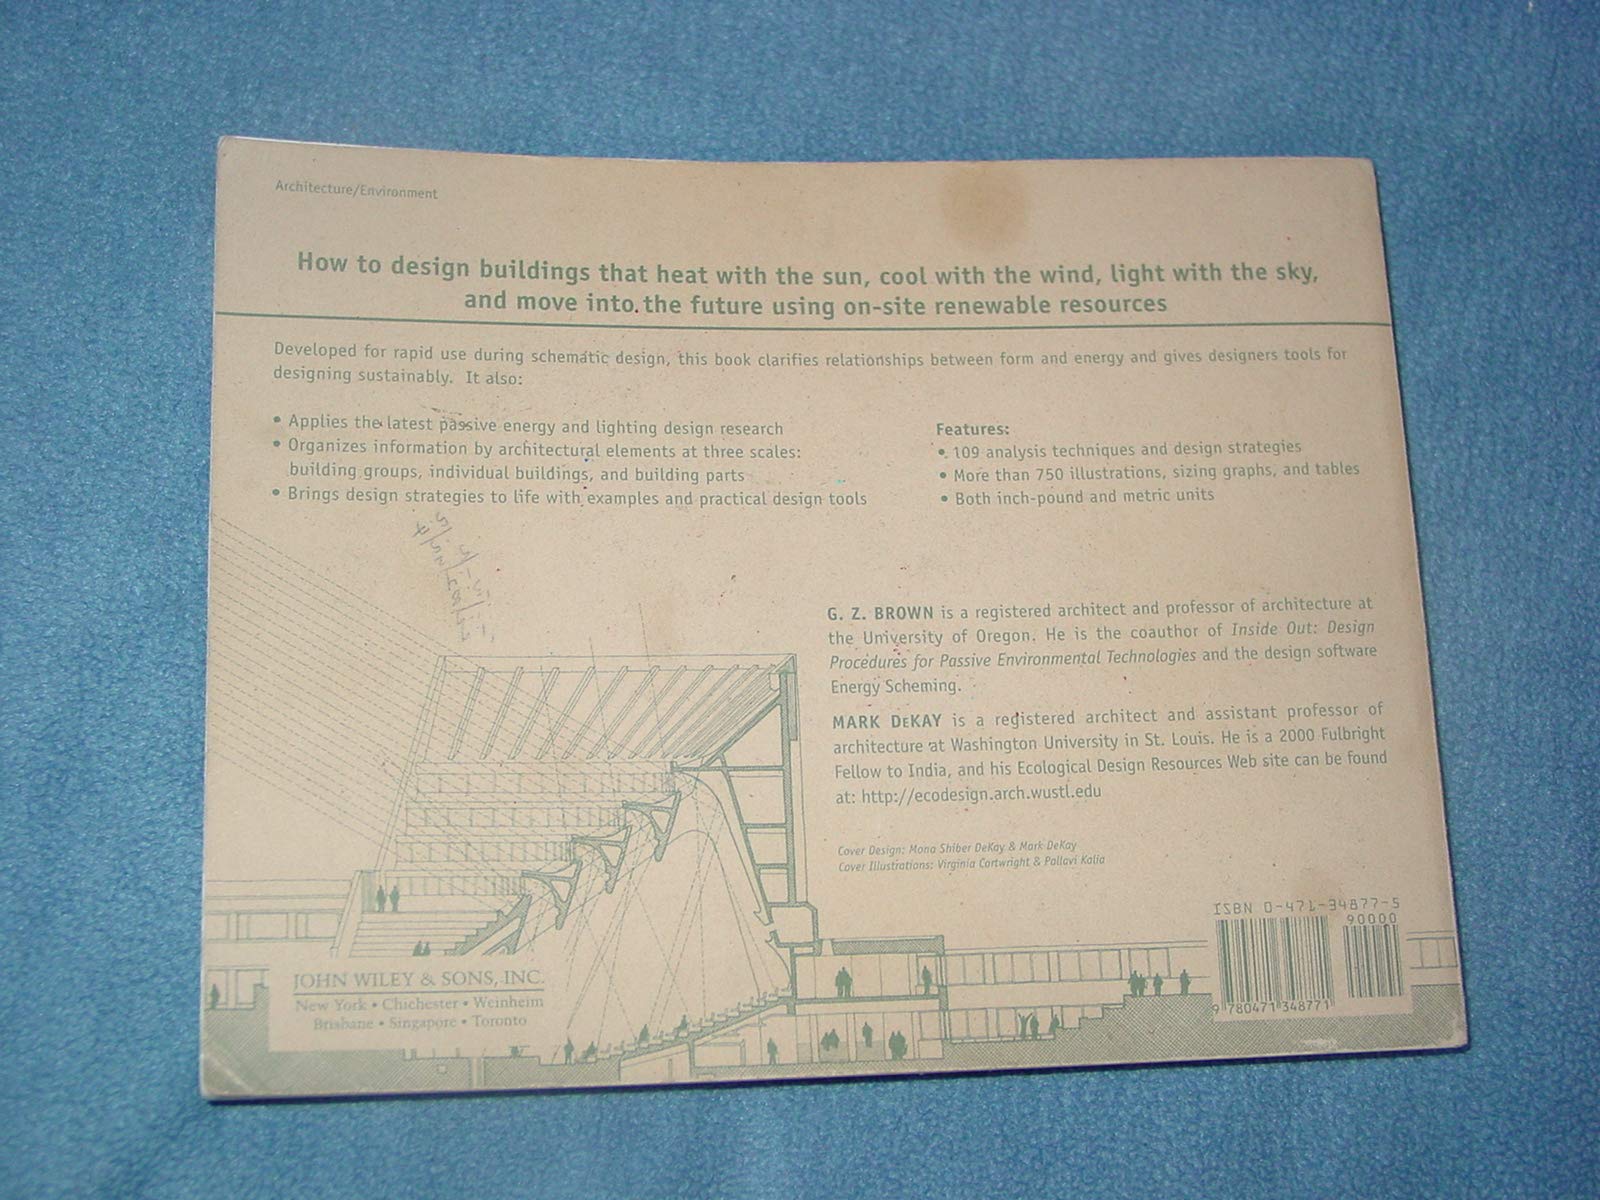 Architecture/Environment
How to design buildings that heat with the sun, cool with the wind, light with the sky,
and move into the future using on-site renewable resources
Developed for rapid use during schematic design, this book clarifies relationships between form and energy and gives designers tools for
designing sustainably. It also:
• Applies the latest passive energy and lighting design research
• Organizes information by architectural elements at three scales:
building groups, individual buildings, and building parts
• Brings design strategies to life with examples and practical design tools
Features:
• 109 analysis techniques and design strategies
• More than 750 illustrations, sizing graphs, and tables
• Both inch-pound and metric units
G. Z. BROWN is a registered architect and professor of architecture at
the University of Oregon. He is the coauthor of Inside Out: Design
Procedures for Passive Environmental Technologies and the design software
Energy Scheming.
MARK DEKAY is a registered architect and assistant professor of
architecture at Washington University in St. Louis. He is a 2000 Fulbright
Fellow to India, and his Ecological Design Resources Web site can be found
at: http://ecodesign.arch.wustl.edu
Cover Design: Mona Shiber DeKay & Mark DeKay
Cover Illustrations: Virginia Cartwright & Pallavi Kalia
JOHN WILEY & SONS, INC.
New York • Chichester • Weinheim
Brisbane • Singapore • Toronto
ISBN 0-471-34877-5
90000
9 780471 348771